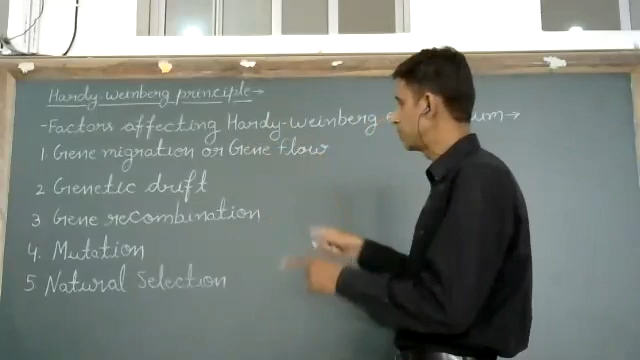 Hardy-weinberg principle→
-Factors affecting Hardy-weinberg um→
1 Gene migration or Gene flow
2 Genetic drift
3 Gene recombination
4. Mutation
5 Natural Selection